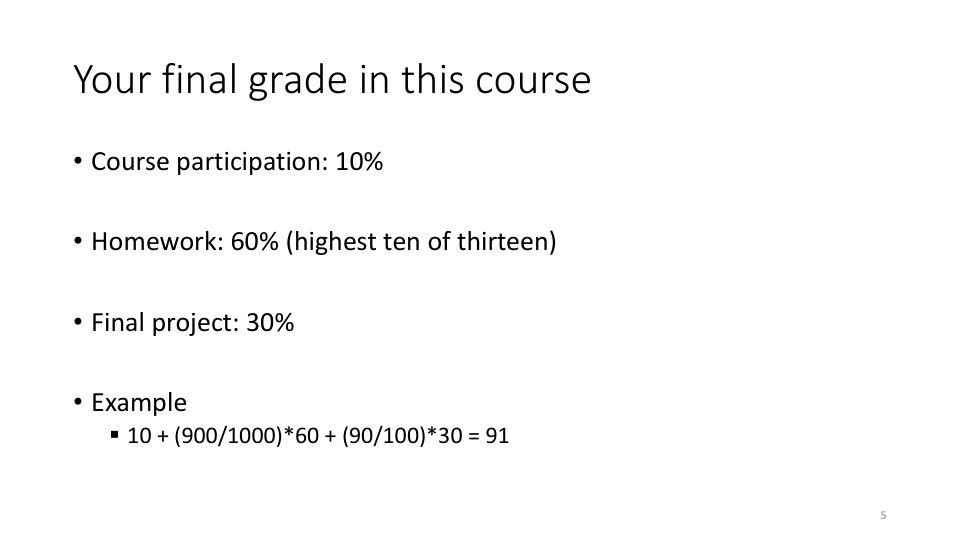 Your final grade in this course
• Course participation: 10%
• Homework: 60% (highest ten of thirteen)
• Final project: 30%
• Example
▪ 10 + (900/1000)*60 + (90/100)*30 = 91
5